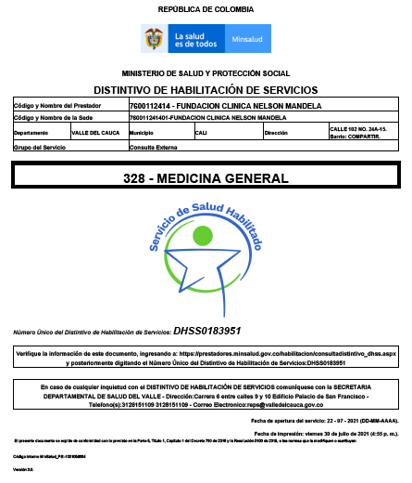 REPÚBLICA DE COLOMBIA
La salud
es de todos
Minsalud
MINISTERIO DE SALUD Y PROTECCIÓN SOCIAL
DISTINTIVO DE HABILITACIÓN DE SERVICIOS
Código y Nombre del Prestador 7600112414 - FUNDACION CLINICA NELSON MANDELA
Código y Nombre de la Sede 760011241401-FUNDACION CLINICA NELSON MANDELA
Departamento VALLE DEL CAUCA Municipio CALI Dirección CALLE 102 NO. 24A-15. Barrio: COMPARTIR.
Grupo del Servicio Consulta Externa
328 - MEDICINA GENERAL
Servicio de Salud Habilitado
Número Único del Distintivo de Habilitación de Servicios: DHSS0183951
Verifique la información de este documento, ingresando a: https://prestadores.minsalud.gov.co/habilitacion/consultadistintivo_dhss.aspx
y posteriormente digitando el Número Único del Distintivo de Habilitación de Servicios:DHSS0183951
En caso de cualquier inquietud con el DISTINTIVO DE HABILITACIÓN DE SERVICIOS comuníquese con la SECRETARIA
DEPARTAMENTAL DE SALUD DEL VALLE - Dirección:Carrera 6 entre calles 9 y 10 Edificio Palacio de San Francisco -
Telefono(s):3128151109 3128151109 - Correo Electronico:reps@valledelcauca.gov.co
Fecha de apertura del servicio: 22 - 07 - 2021 (DD-MM-AAAA).
Fecha de impresión: viernes 30 de julio de 2021 (4:55 p. m.).
El presente documento se expide de conformidad con lo previsto en la Parte 5, Título 1, Capítulo 1 del Decreto 780 de 2016 y la Resolución 3100 de 2019, o las normas que la modifiquen o sustituyan.